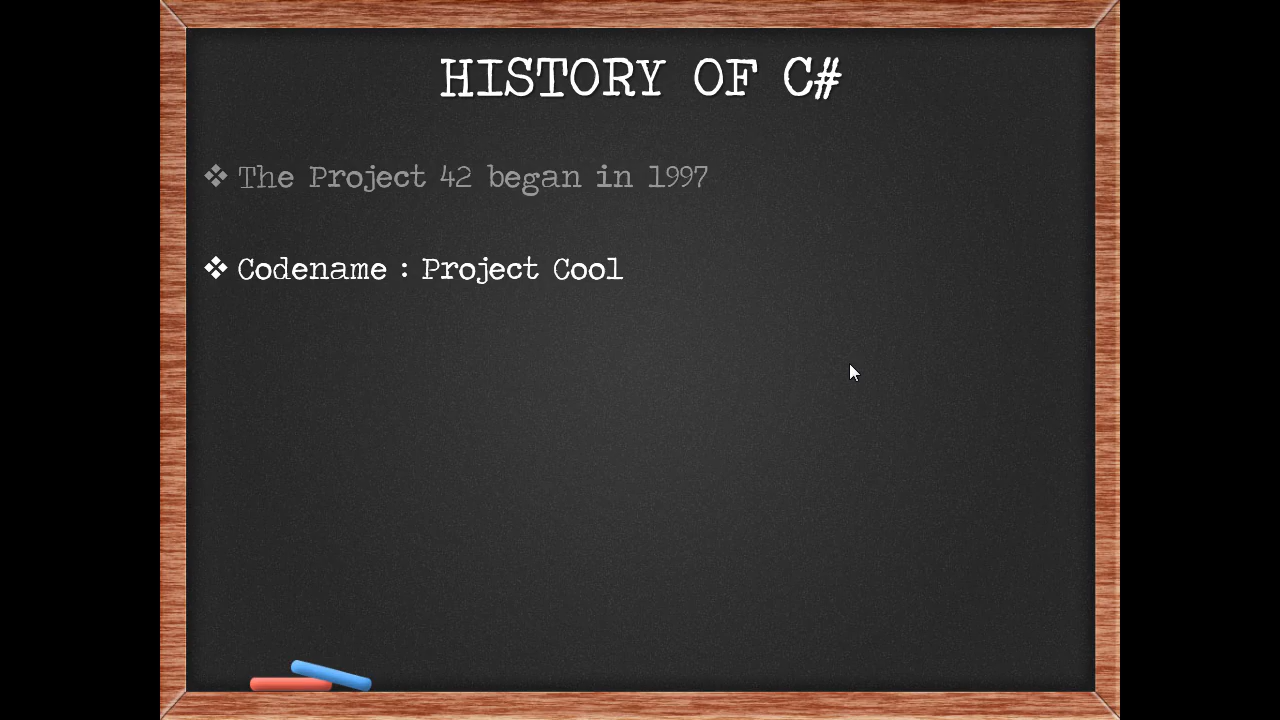 HISTORY OF C#
❖ The Project 42 began in 1997
❖ Codename : Project Cool